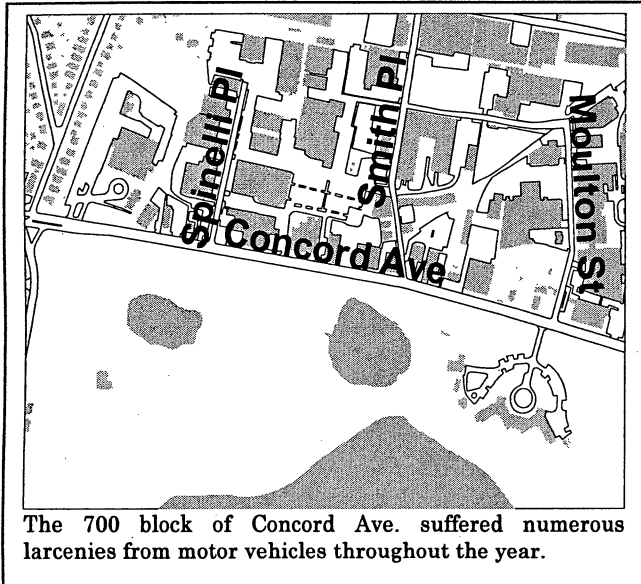 Spinelli Pl
Smith Pl
Moulton St
Concord Ave
The 700 block of Concord Ave. suffered numerous
larcenies from motor vehicles throughout the year.